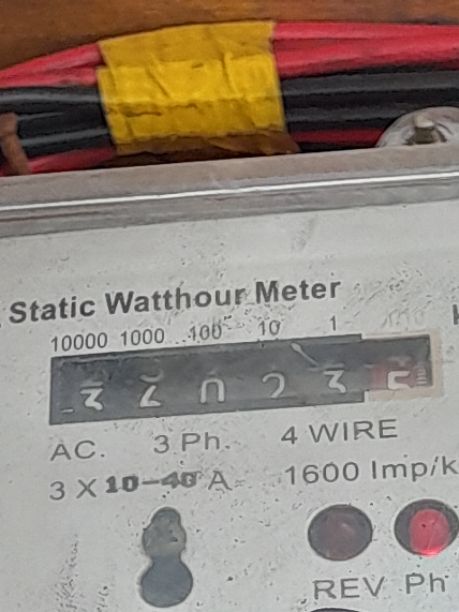 Static Watthour Meter
10000 1000 100 10 1
AC. 3 Ph. 4 WIRE
3 X 10-40 A 1600 Imp/k
REV Ph